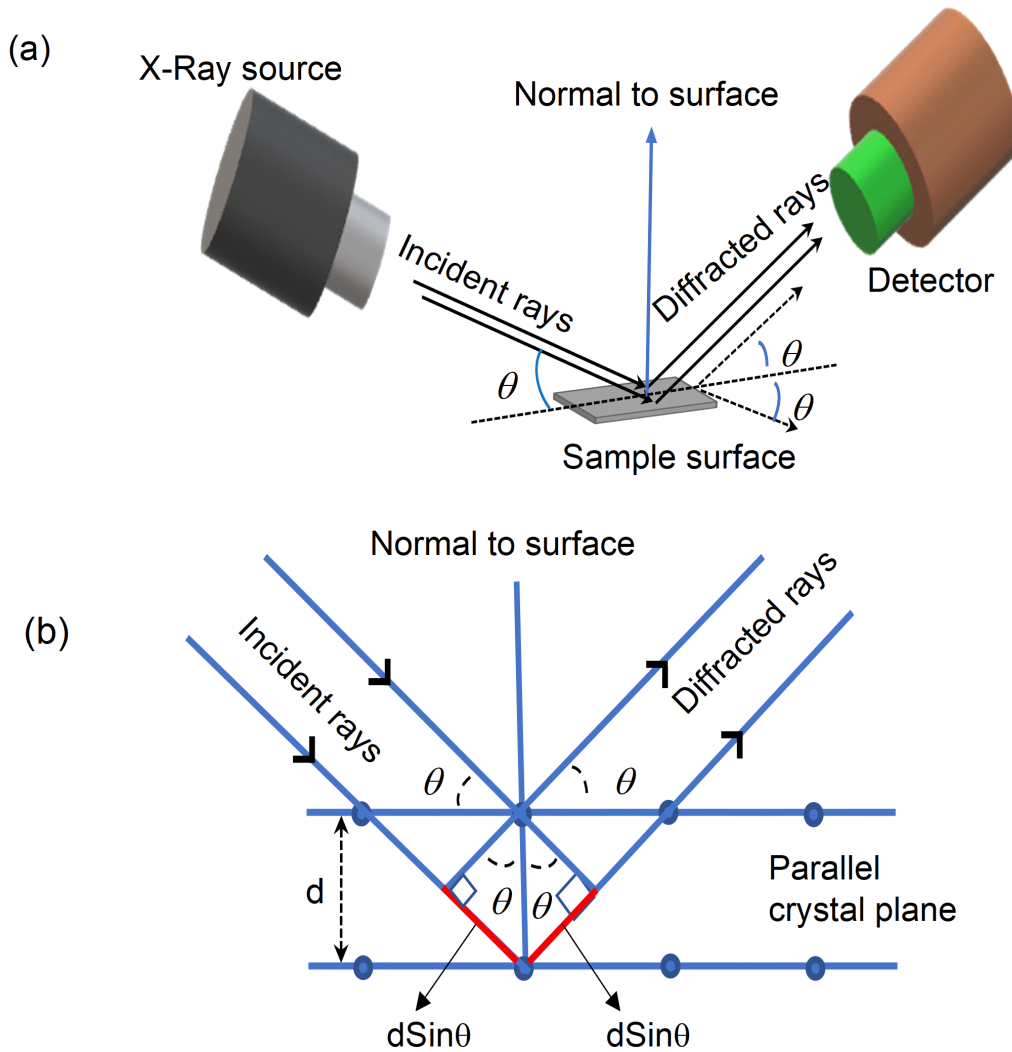 (a)
X-Ray source
Normal to surface
Incident rays
Diffracted rays
Detector
θ
θ
θ
Sample surface
(b)
Normal to surface
Incident rays
Diffracted rays
θ
θ
d
θ
θ
Parallel
crystal plane
dSinθ
dSinθ